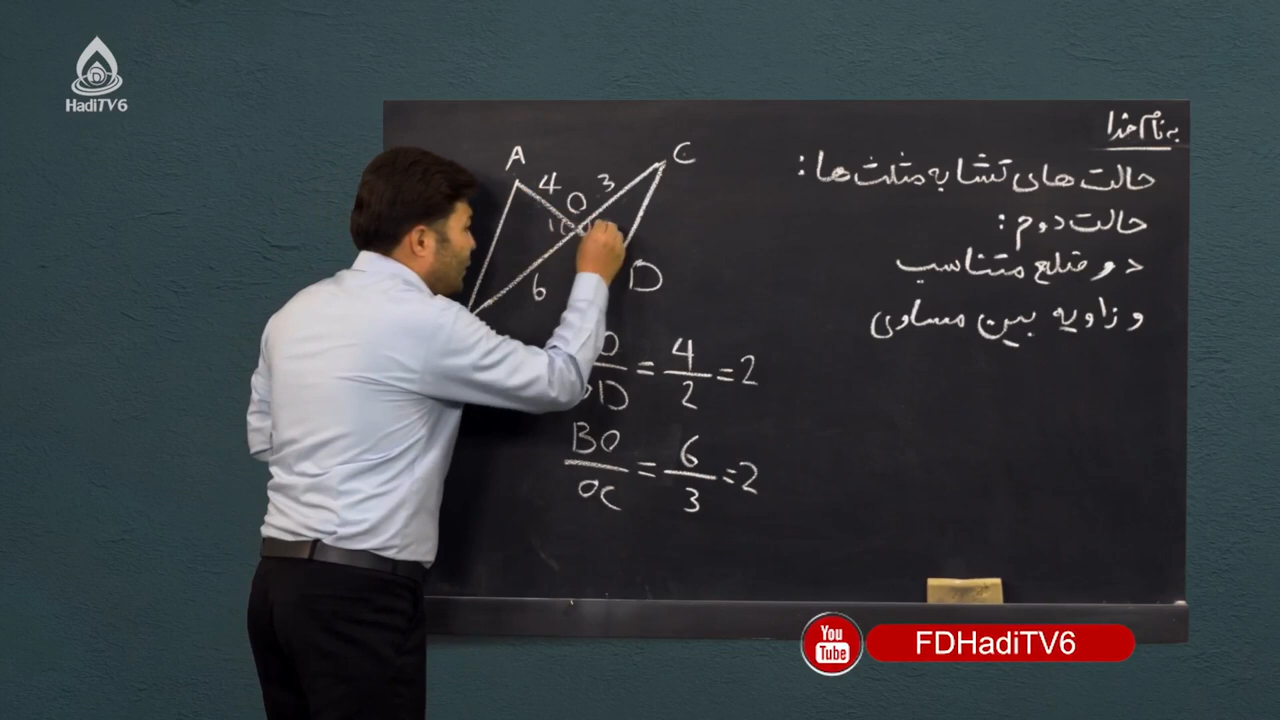 HadiTV6
به نام خدا
حالت های تشابه مثلث ها :
حالت دوم :
دو ضلع متناسب
و زاویه بین مساوی
A
C
4
3
O
6
D
O/D = 4/2 = 2
BO/OC = 6/3 = 2
You Tube
FDHadiTV6